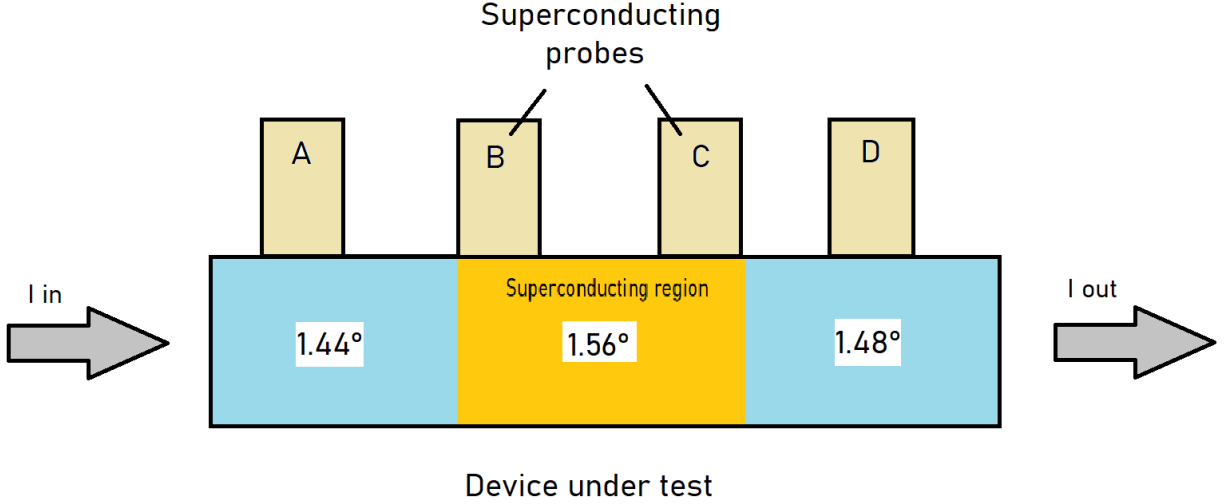 Superconducting
probes
A
B
C
D
I in
Superconducting region
I out
1.44°
1.56°
1.48°
Device under test